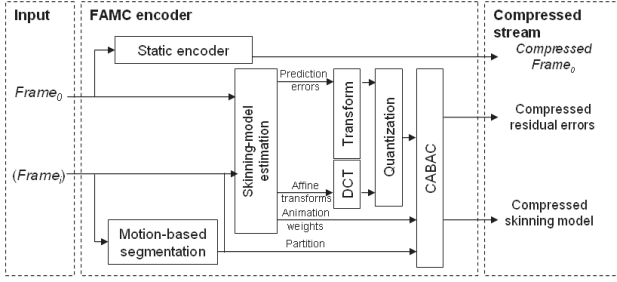 Input
FAMC encoder
Compressed
stream
Static encoder
Compressed
Frame0
Frame0
Prediction
errors
Skinning-model
estimation
Transform
Quantization
CABAC
Compressed
residual errors
(Framei)
Affine
transforms
DCT
Animation
weights
Compressed
skinning model
Motion-based
segmentation
Partition